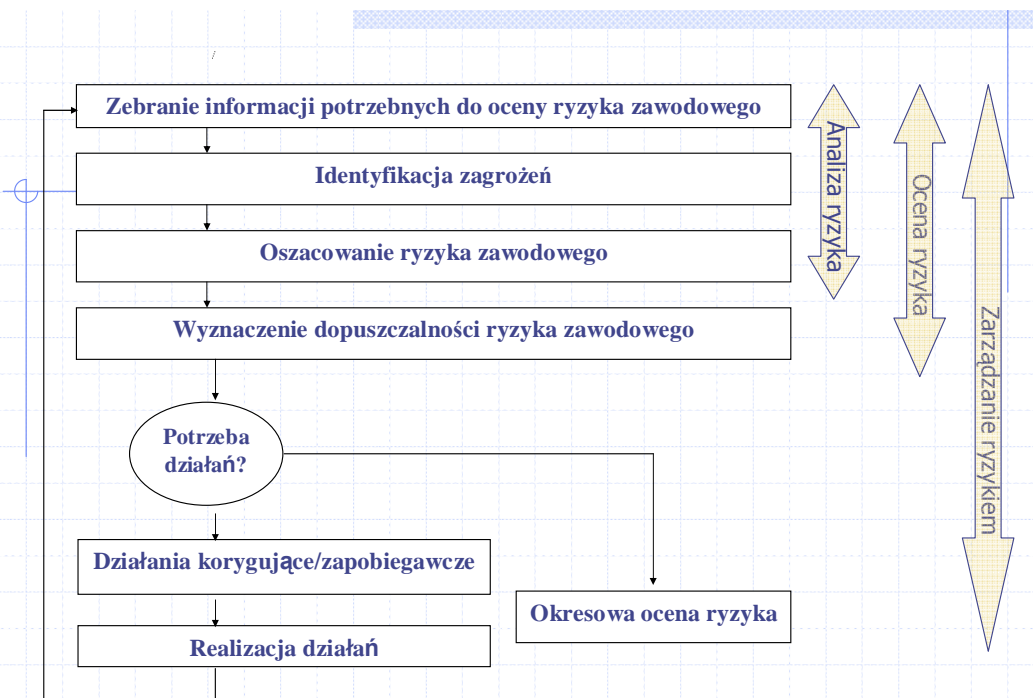 /
Zebranie informacji potrzebnych do oceny ryzyka zawodowego
Identyfikacja zagrożeń
Oszacowanie ryzyka zawodowego
Wyznaczenie dopuszczalności ryzyka zawodowego
Potrzeba
działań?
Działania korygujące/zapobiegawcze
Realizacja działań
Okresowa ocena ryzyka
Analiza ryzyka
Ocena ryzyka
Zarządzanie ryzykiem